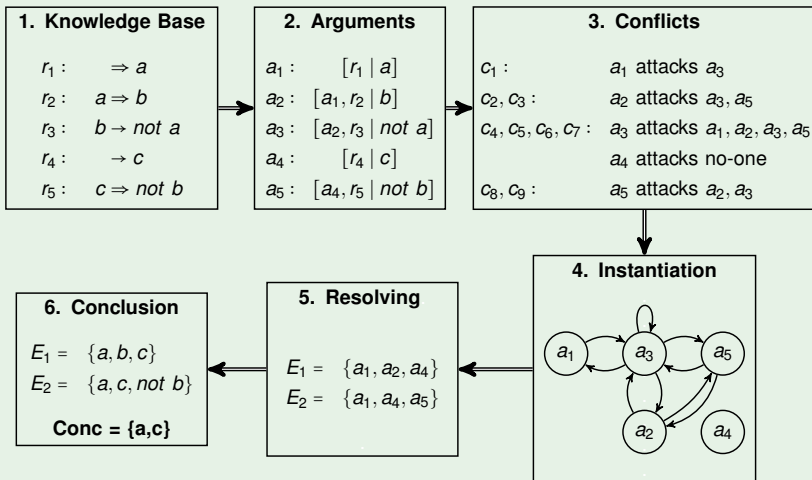 1. Knowledge Base
r₁ : ⇒ a
r₂ : a ⇒ b
r₃ : b → not a
r₄ : → c
r₅ : c ⇒ not b
2. Arguments
a₁ : [r₁ | a]
a₂ : [a₁, r₂ | b]
a₃ : [a₂, r₃ | not a]
a₄ : [r₄ | c]
a₅ : [a₄, r₅ | not b]
3. Conflicts
c₁ : a₁ attacks a₃
c₂, c₃ : a₂ attacks a₃, a₅
c₄, c₅, c₆, c₇ : a₃ attacks a₁, a₂, a₃, a₅
a₄ attacks no-one
c₈, c₉ : a₅ attacks a₂, a₃
4. Instantiation
a₁ a₃ a₅
a₂ a₄
5. Resolving
E₁ = {a₁, a₂, a₄}
E₂ = {a₁, a₄, a₅}
6. Conclusion
E₁ = {a, b, c}
E₂ = {a, c, not b}
Conc = {a,c}